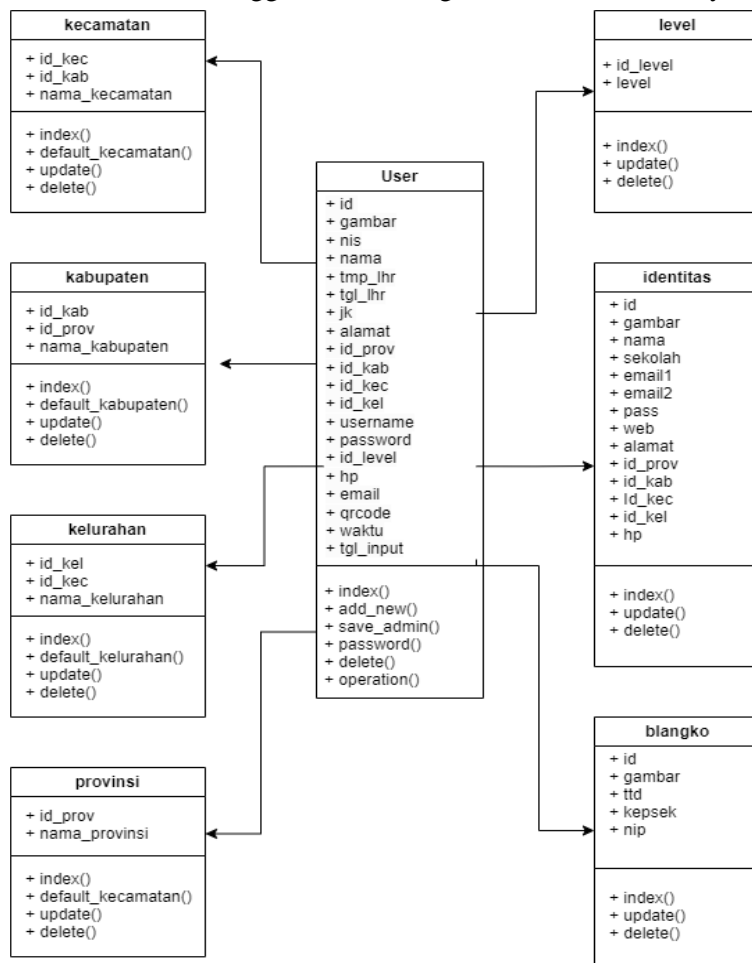 kecamatan
+ id_kec
+ id_kab
+ nama_kecamatan
+ index()
+ default_kecamatan()
+ update()
+ delete()
kabupaten
+ id_kab
+ id_prov
+ nama_kabupaten
+ index()
+ default_kabupaten()
+ update()
+ delete()
kelurahan
+ id_kel
+ id_kec
+ nama_kelurahan
+ index()
+ default_kelurahan()
+ update()
+ delete()
provinsi
+ id_prov
+ nama_provinsi
+ index()
+ default_kecamatan()
+ update()
+ delete()
User
+ id
+ gambar
+ nis
+ nama
+ tmp_lhr
+ tgl_lhr
+ jk
+ alamat
+ id_prov
+ id_kab
+ id_kec
+ id_kel
+ username
+ password
+ id_level
+ hp
+ email
+ qrcode
+ waktu
+ tgl_input
+ index()
+ add_new()
+ save_admin()
+ password()
+ delete()
+ operation()
level
+ id_level
+ level
+ index()
+ update()
+ delete()
identitas
+ id
+ gambar
+ nama
+ sekolah
+ email1
+ email2
+ pass
+ web
+ alamat
+ id_prov
+ id_kab
+ Id_kec
+ id_kel
+ hp
+ index()
+ update()
+ delete()
blangko
+ id
+ gambar
+ ttd
+ kepsek
+ nip
+ index()
+ update()
+ delete()